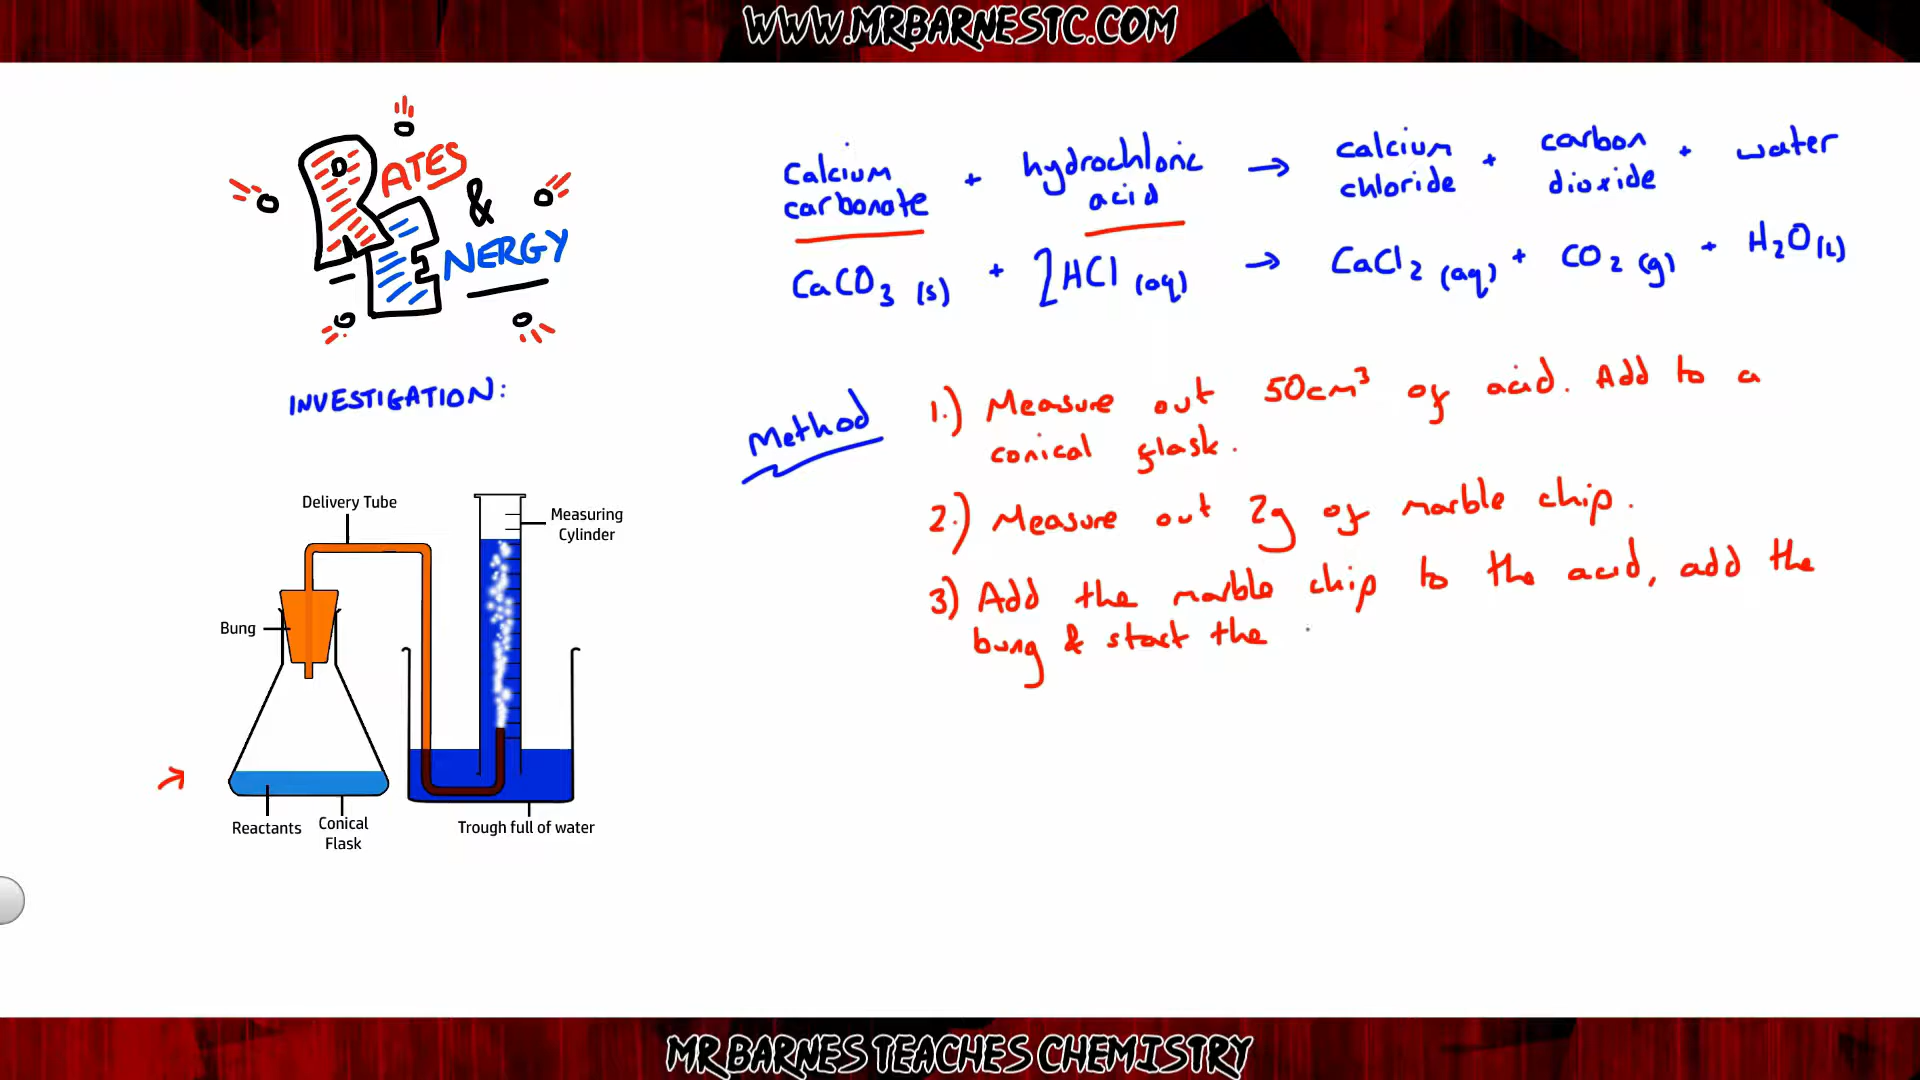 WWW.MRBARNESTC.COM
RATES
&
ENERGY
calcium carbonate + hydrochloric acid → calcium chloride + carbon dioxide + water
CaCO₃ (s) + 2HCl (aq) → CaCl₂ (aq) + CO₂ (g) + H₂O (l)
INVESTIGATION:
Method
1.) Measure out 50cm³ of acid. Add to a
conical flask.
2.) Measure out 2g of marble chip.
3) Add the marble chip to the acid, add the
bung & start the
Delivery Tube
Measuring
Cylinder
Bung
Reactants
Conical
Flask
Trough full of water
MR BARNES TEACHES CHEMISTRY